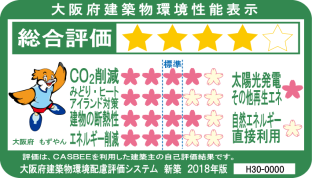 大阪府建築物環境性能表示
総合評価
標準
CO2削減
みどり・ヒート
アイランド対策
建物の断熱性
エネルギー削減
太陽光発電
その他再生エネ
自然エネルギー
直接利用
大阪府 もずやん
評価は、CASBEEを利用した建築主の自己評価結果です。
大阪府建築物環境配慮評価システム 新築 2018年版
H30-0000